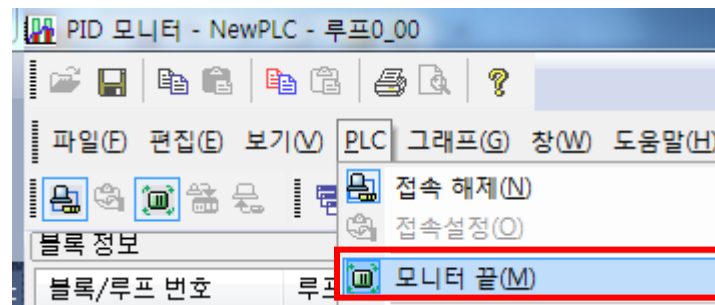 PID 모니터 - NewPLC - 루프0_00
파일(F) 편집(E) 보기(V) PLC 그래프(G) 창(W) 도움말(H)
접속 해제(N)
접속설정(O)
블록 정보
모니터 끝(M)
블록/루프 번호